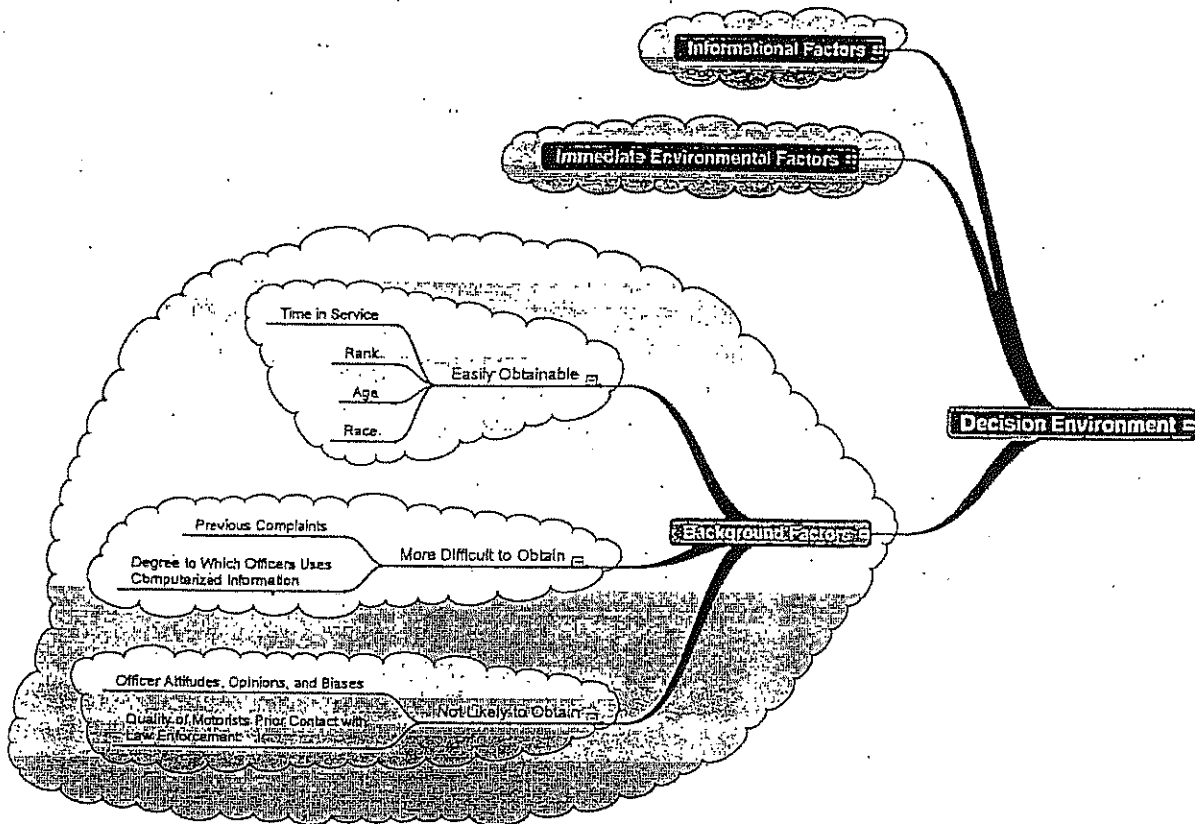 Informational Factors
Immediate Environmental Factors
Time in Service
Rank
Easily Obtainable
Age
Race
Decision Environment
Previous Complaints
Background Factors
More Difficult to Obtain
Degree to Which Officers Uses
Computerized Information
Officer Attitudes, Opinions, and Biases
Not Likely to Obtain
Quality of Motorists Prior Contact with
Law Enforcement